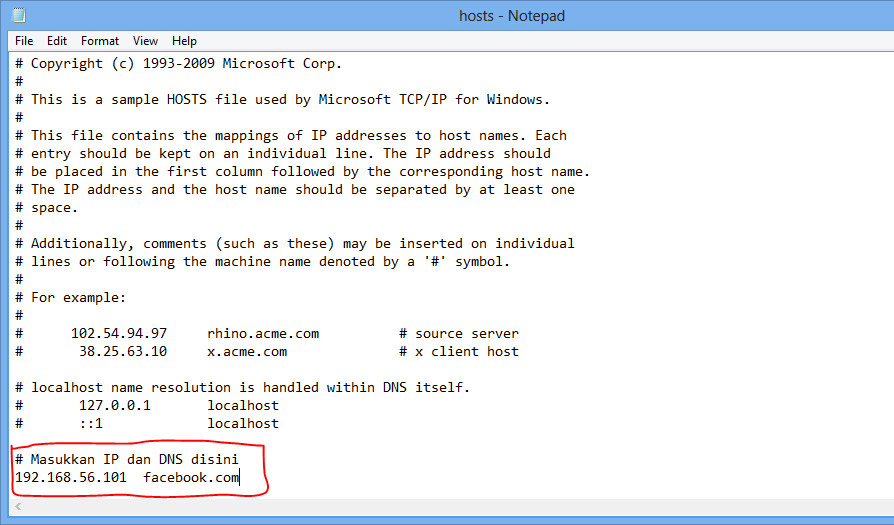 hosts - Notepad
File Edit Format View Help
# Copyright (c) 1993-2009 Microsoft Corp.
#
# This is a sample HOSTS file used by Microsoft TCP/IP for Windows.
#
# This file contains the mappings of IP addresses to host names. Each
# entry should be kept on an individual line. The IP address should
# be placed in the first column followed by the corresponding host name.
# The IP address and the host name should be separated by at least one
# space.
#
# Additionally, comments (such as these) may be inserted on individual
# lines or following the machine name denoted by a '#' symbol.
#
# For example:
#
#      102.54.94.97     rhino.acme.com          # source server
#       38.25.63.10     x.acme.com              # x client host

# localhost name resolution is handled within DNS itself.
#       127.0.0.1       localhost
#       ::1             localhost

# Masukkan IP dan DNS disini
192.168.56.101  facebook.com